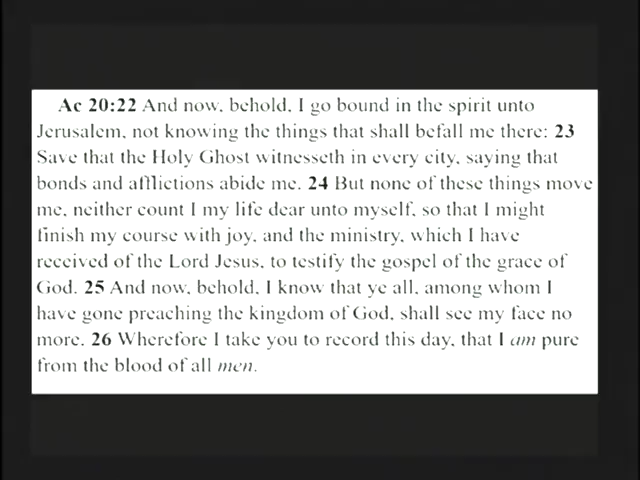 Ac 20:22 And now, behold, I go bound in the spirit unto
Jerusalem, not knowing the things that shall befall me there: 23
Save that the Holy Ghost witnesseth in every city, saying that
bonds and afflictions abide me. 24 But none of these things move
me, neither count I my life dear unto myself, so that I might
finish my course with joy, and the ministry, which I have
received of the Lord Jesus, to testify the gospel of the grace of
God. 25 And now, behold, I know that ye all, among whom I
have gone preaching the kingdom of God, shall see my face no
more. 26 Wherefore I take you to record this day, that I am pure
from the blood of all men.